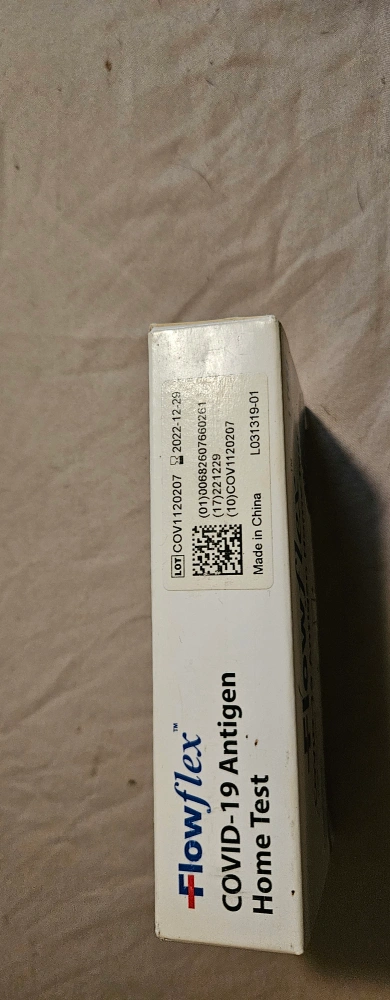 Flowflex™
COVID-19 Antigen
Home Test
LOT COV1120207 2022-12-29
(01)00682607660261
(17)221229
(10)COV1120207
Made in China L031319-01
Flowflex